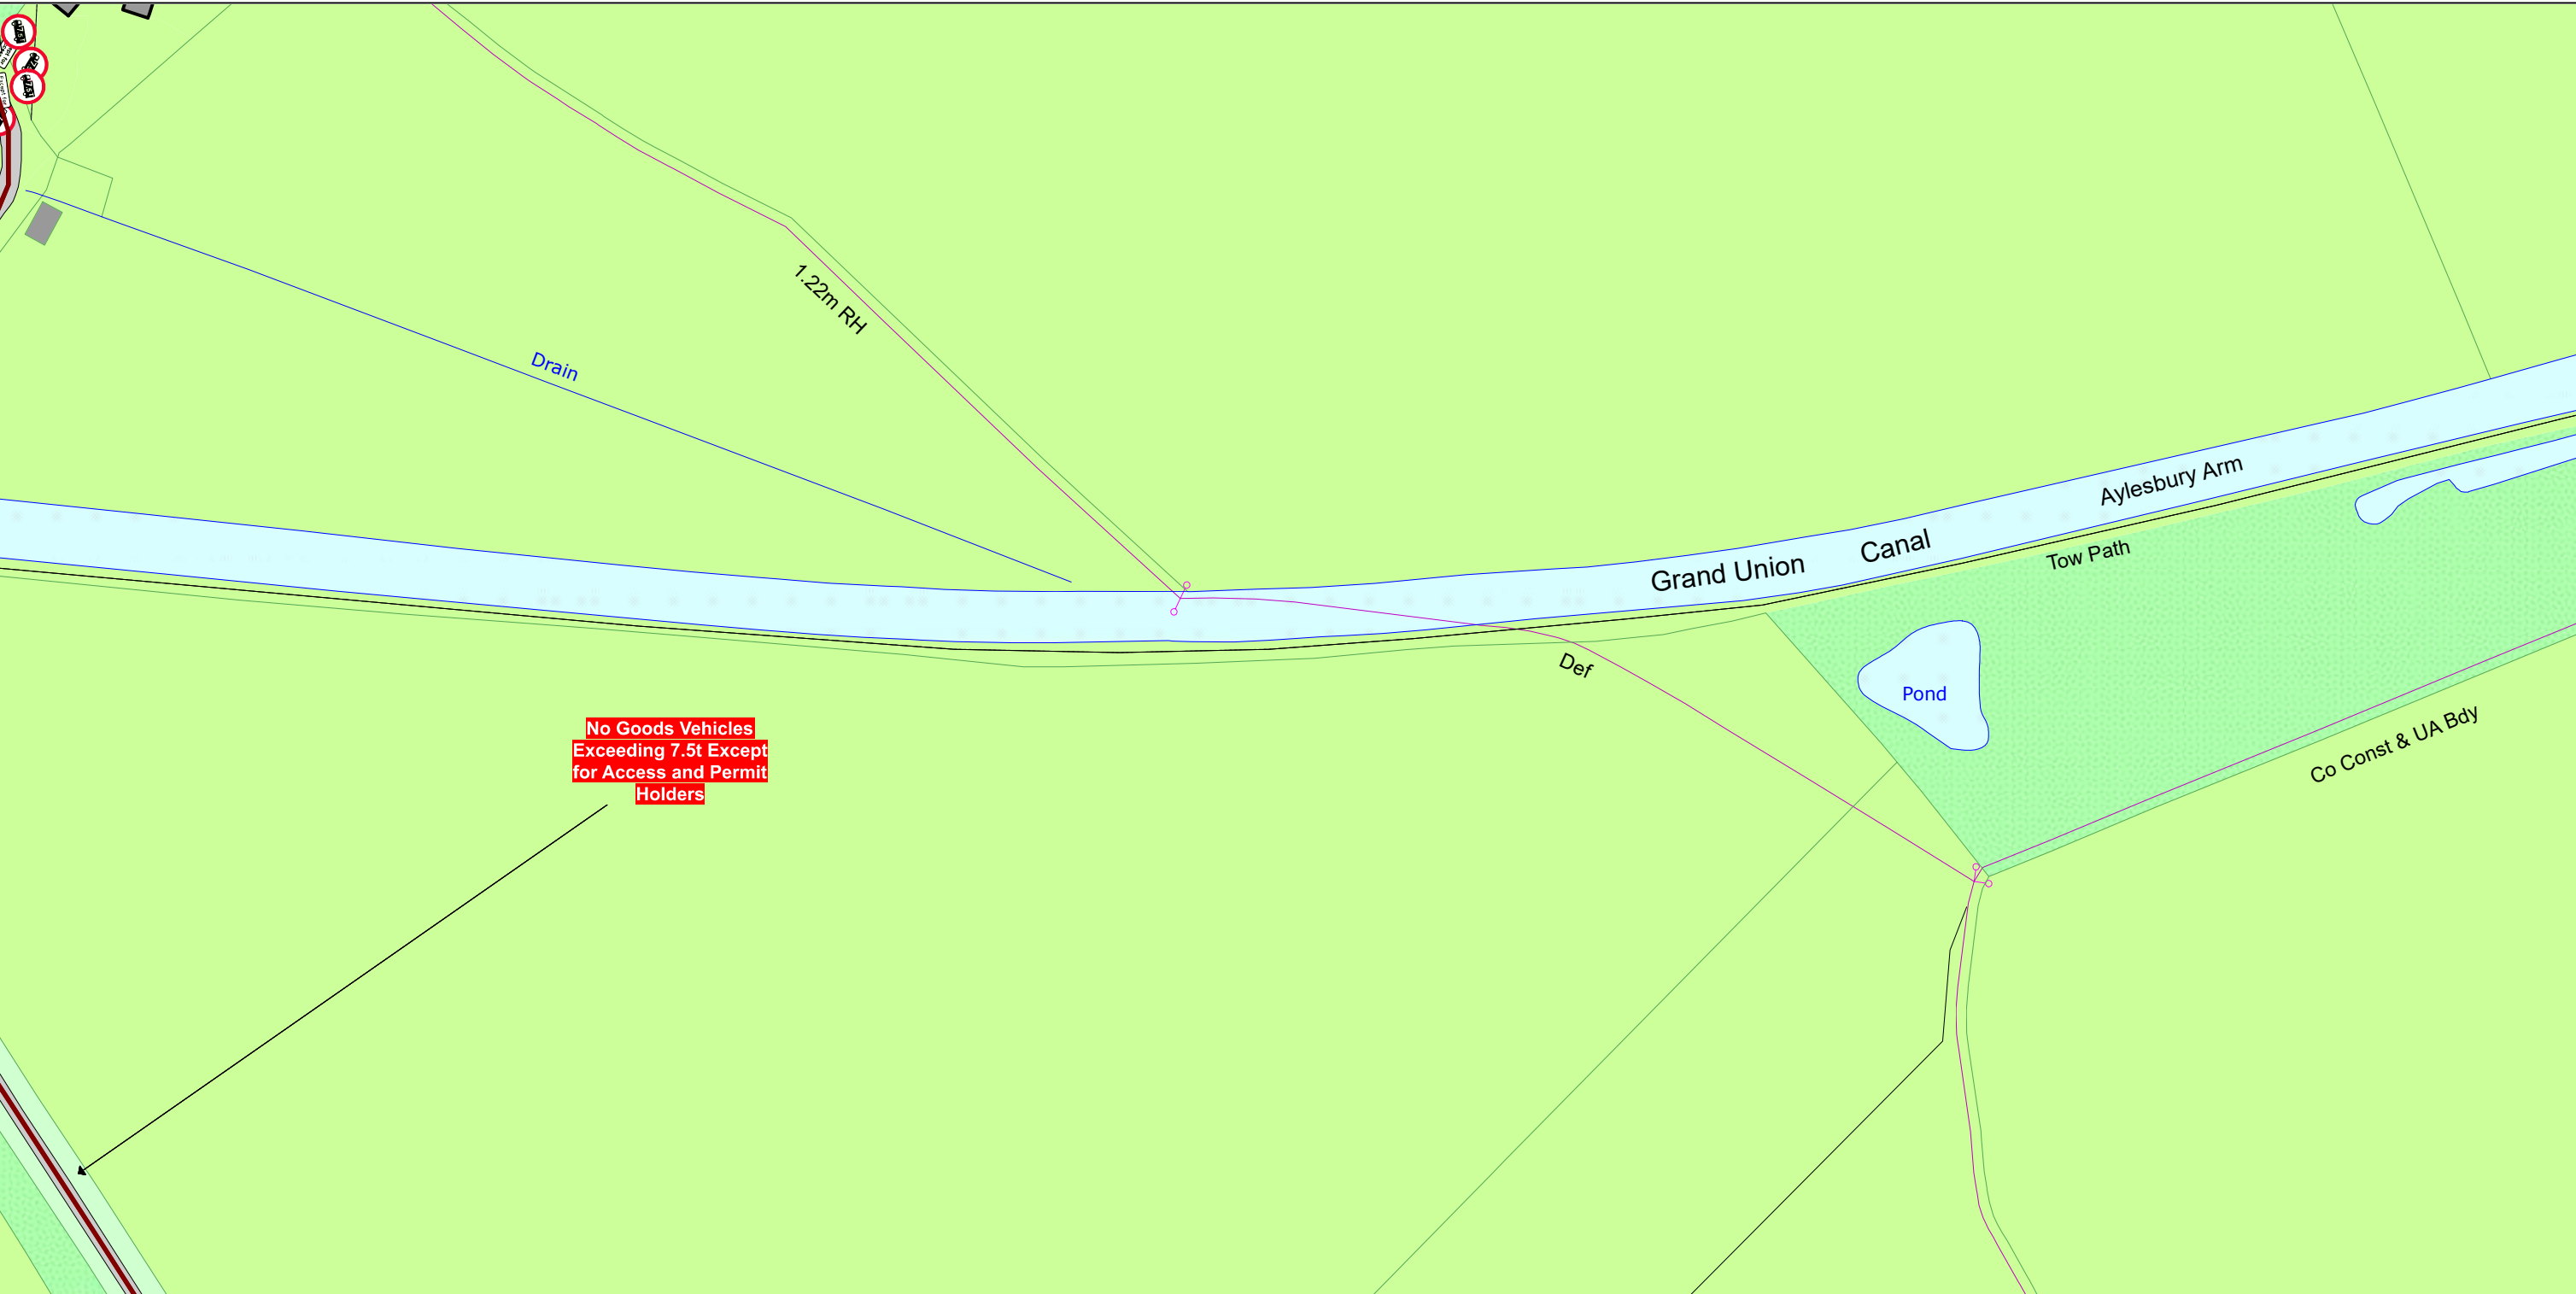 1.22m RH
Drain
Aylesbury Arm
Grand Union Canal
Tow Path
Def
Pond
No Goods Vehicles
Exceeding 7.5t Except
for Access and Permit
Holders
Co Const & UA Bdy